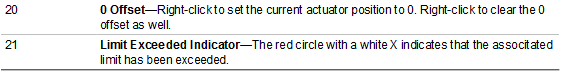 20 0 Offset—Right-click to set the current actuator position to 0. Right-click to clear the 0
offset as well.
21 Limit Exceeded Indicator—The red circle with a white X indicates that the associtated
limit has been exceeded.